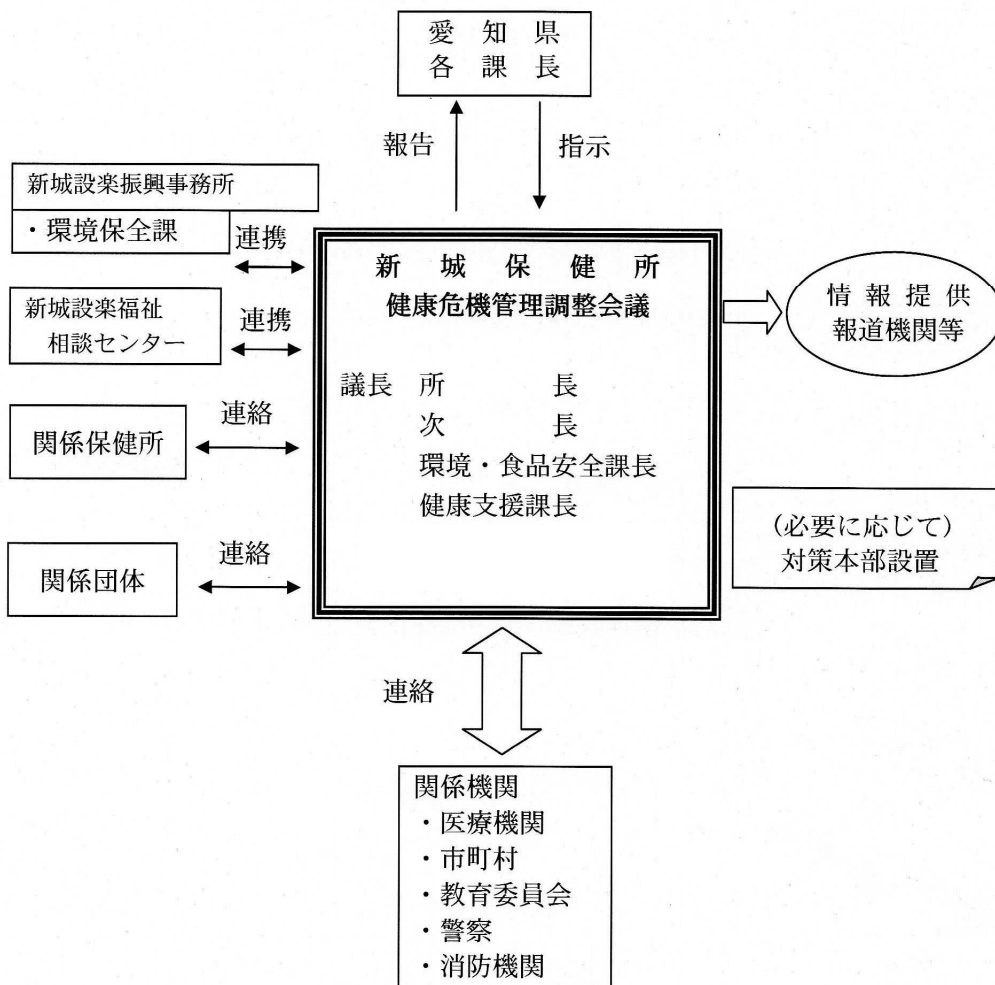 愛知県
各課長
報告
指示
新城設楽振興事務所
・環境保全課
連携
新城設楽福祉
相談センター
連携
関係保健所
連絡
関係団体
連絡
新城保健所
健康危機管理調整会議
議長 所長
次長
環境・食品安全課長
健康支援課長
情報提供
報道機関等
(必要に応じて)
対策本部設置
連絡
関係機関
・医療機関
・市町村
・教育委員会
・警察
・消防機関